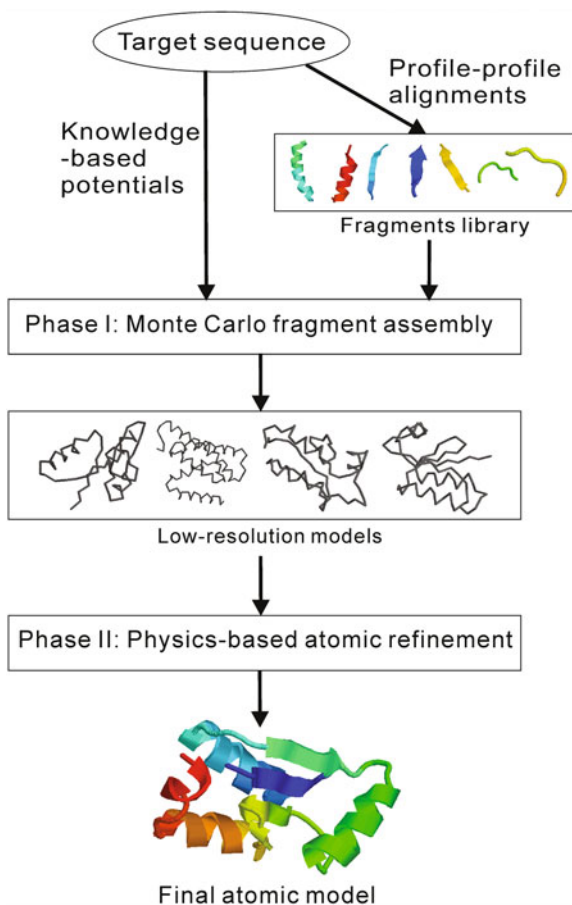 Target sequence
Profile-profile
alignments
Knowledge
-based
potentials
Fragments library
Phase I: Monte Carlo fragment assembly
Low-resolution models
Phase II: Physics-based atomic refinement
Final atomic model